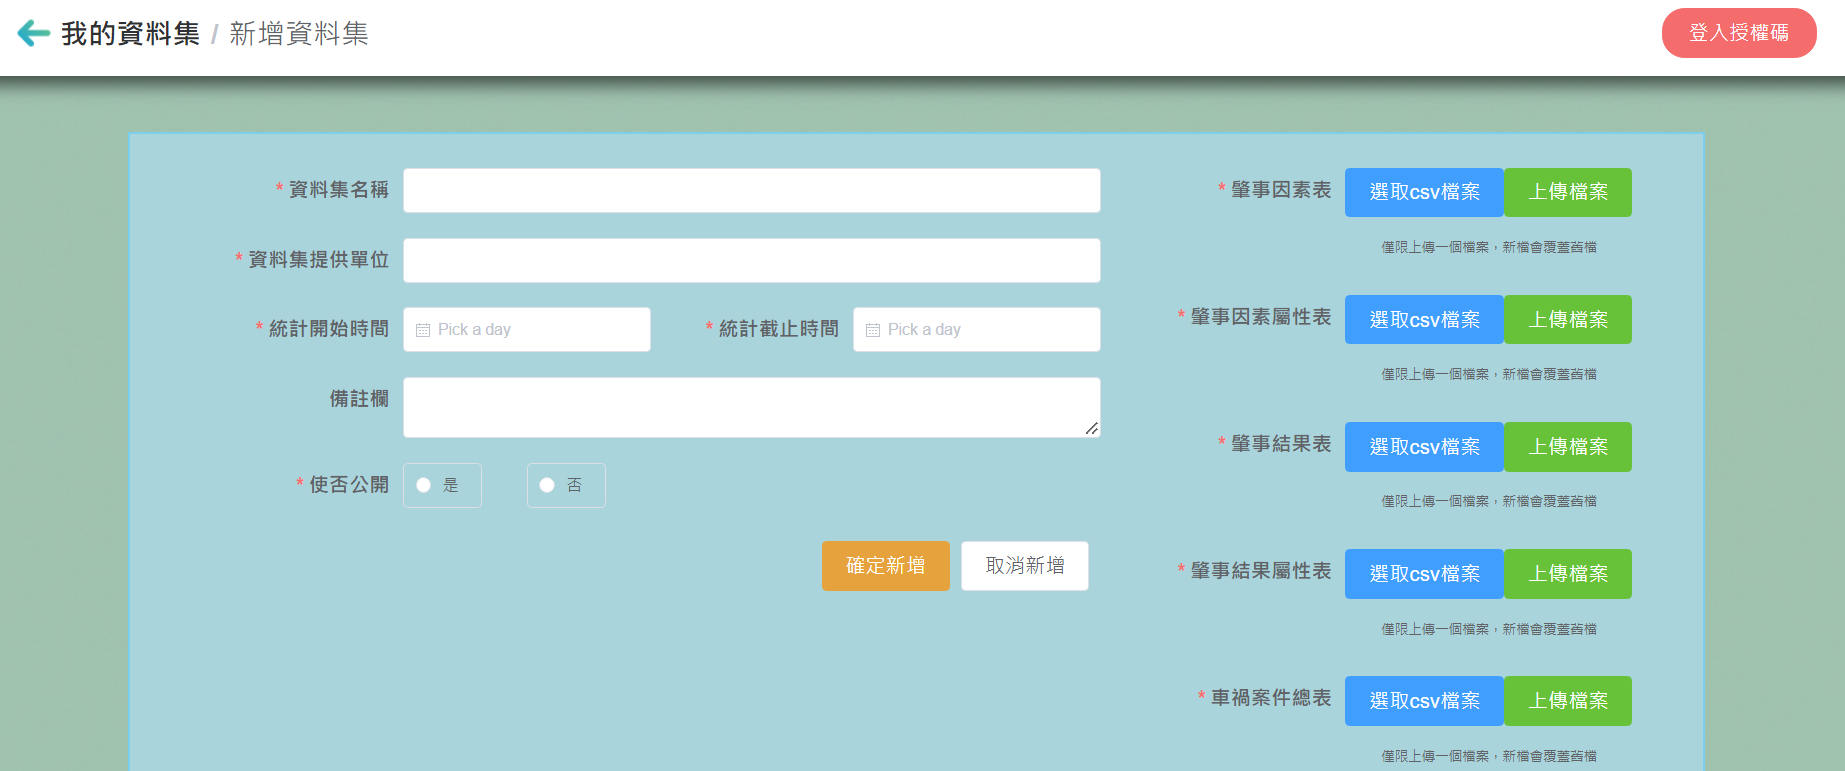 我的資料集 / 新增資料集
登入授權碼
* 資料集名稱
* 資料集提供單位
* 統計開始時間 Pick a day * 統計截止時間 Pick a day
備註欄
* 使否公開 是 否
確定新增 取消新增
* 肇事因素表 選取csv檔案 上傳檔案
僅限上傳一個檔案，新檔會覆蓋舊檔
* 肇事因素屬性表 選取csv檔案 上傳檔案
僅限上傳一個檔案，新檔會覆蓋舊檔
* 肇事結果表 選取csv檔案 上傳檔案
僅限上傳一個檔案，新檔會覆蓋舊檔
* 肇事結果屬性表 選取csv檔案 上傳檔案
僅限上傳一個檔案，新檔會覆蓋舊檔
* 車禍案件總表 選取csv檔案 上傳檔案
僅限上傳一個檔案，新檔會覆蓋舊檔